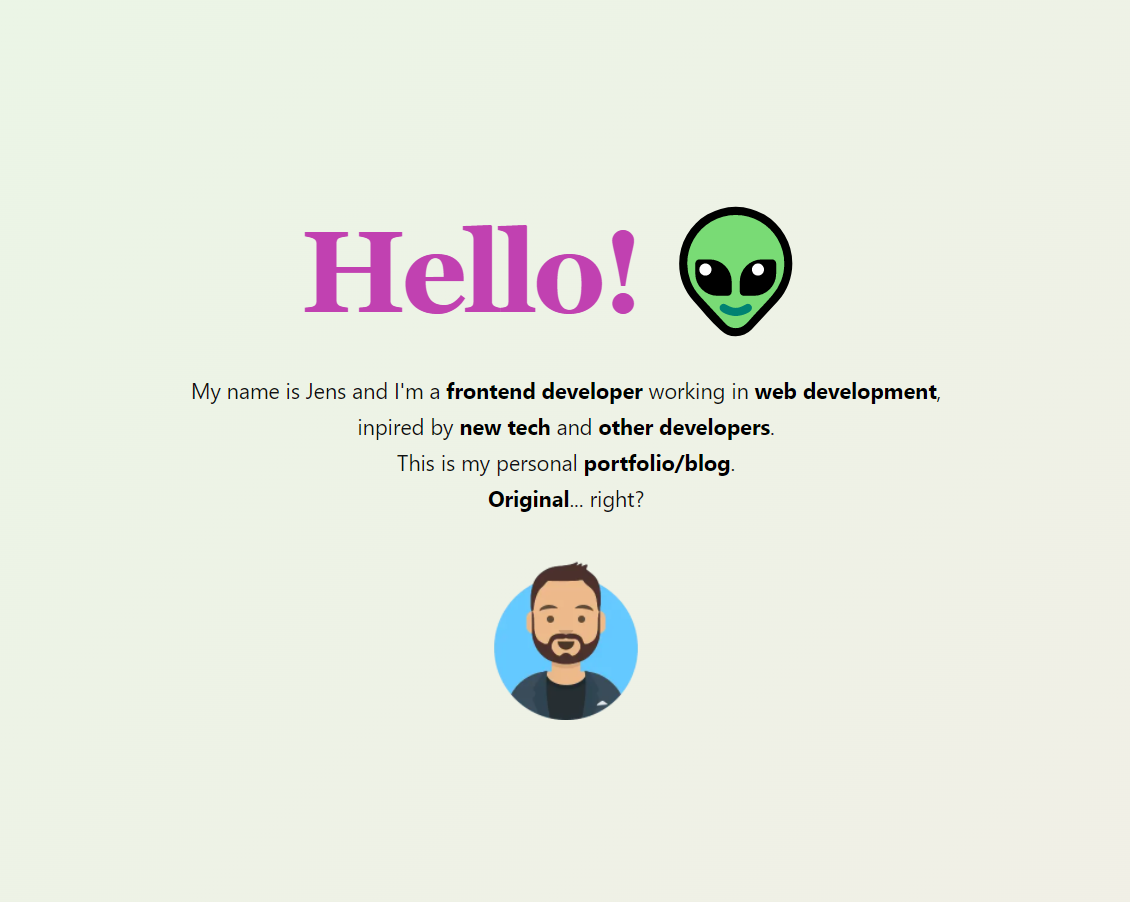 Hello!
My name is Jens and I'm a frontend developer working in web development,
inpired by new tech and other developers.
This is my personal portfolio/blog.
Original... right?